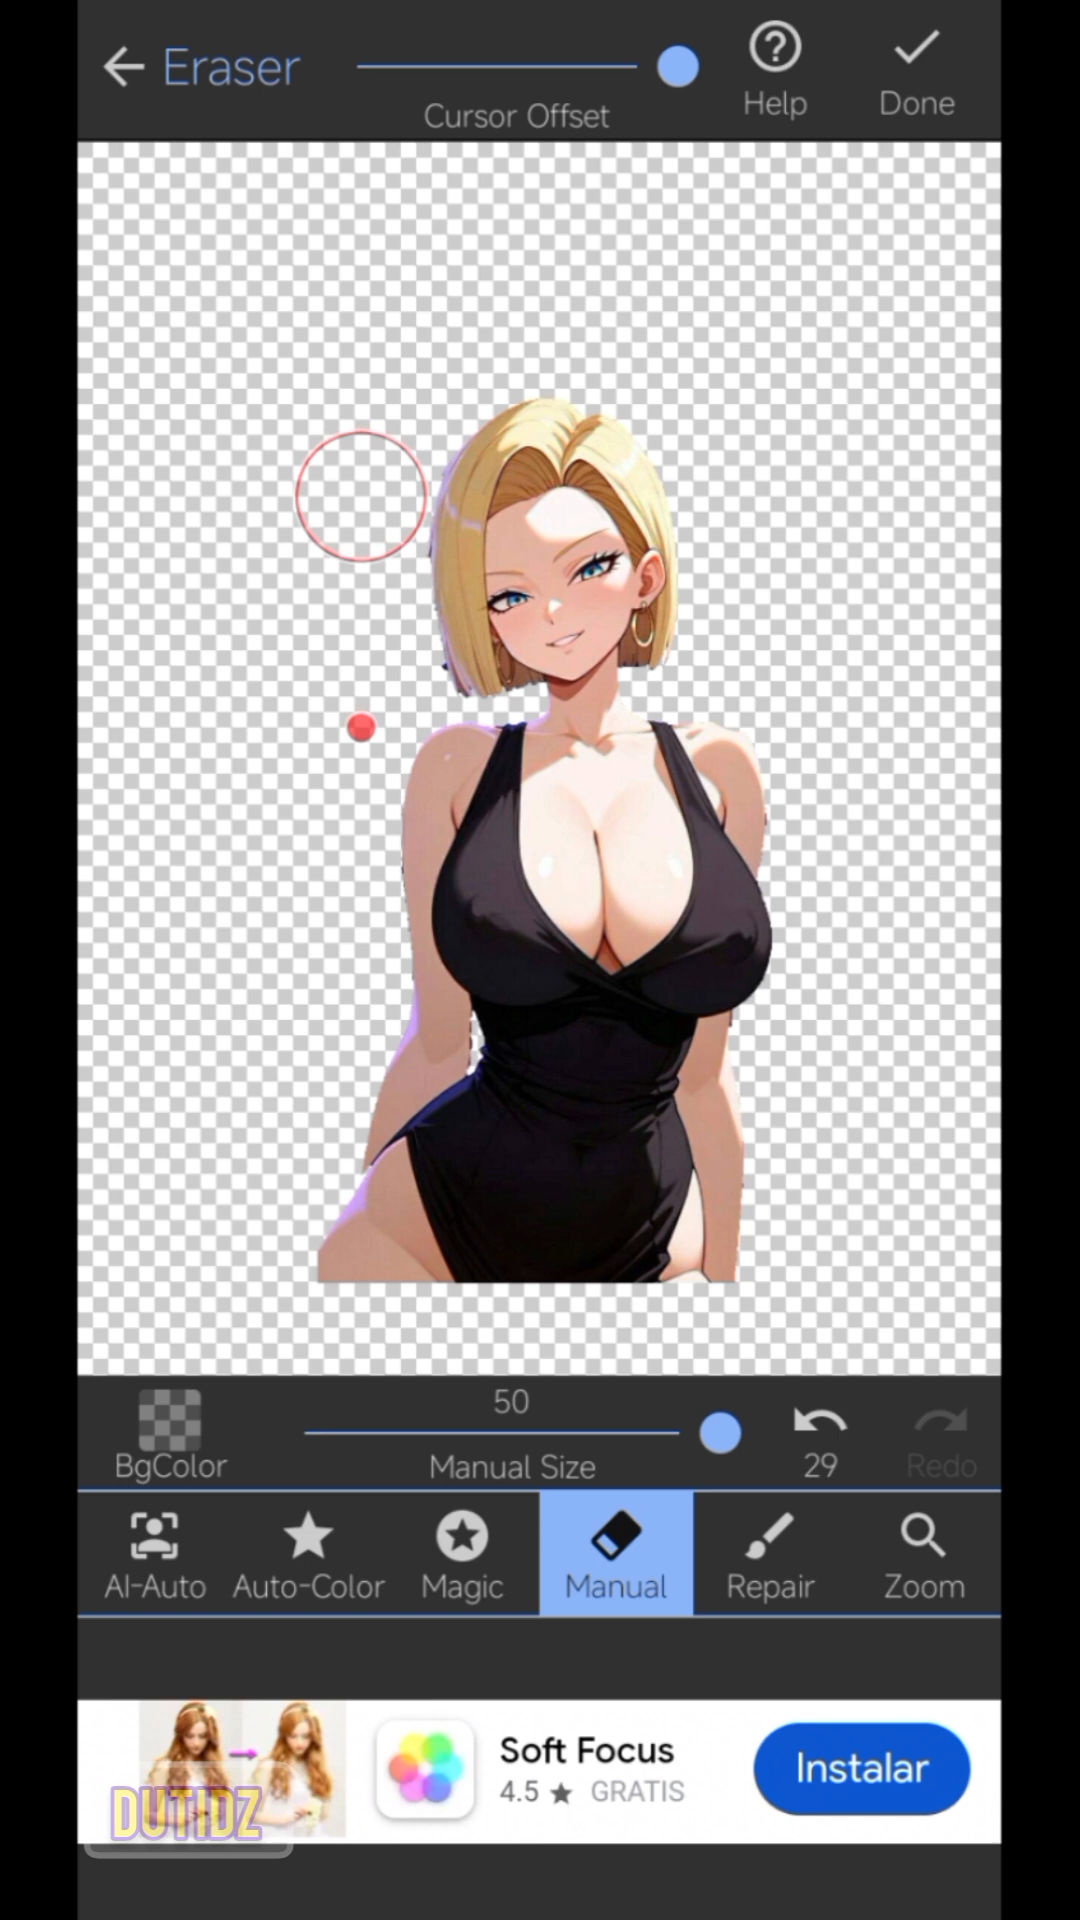 Eraser
Cursor Offset
Help
Done
50
BgColor
Manual Size
29
Redo
AI-Auto
Auto-Color
Magic
Manual
Repair
Zoom
Soft Focus
4.5 ★ GRATIS
Instalar
DUTIDZ